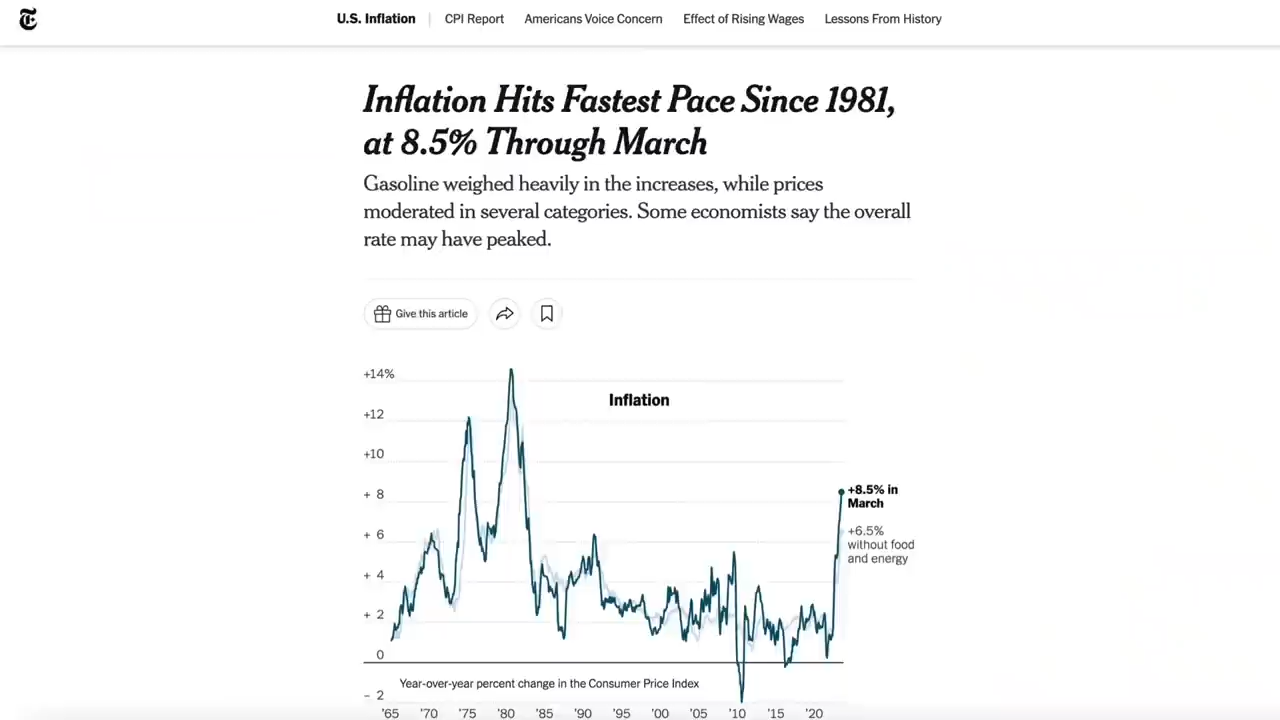 U.S. Inflation CPI Report Americans Voice Concern Effect of Rising Wages Lessons From History
Inflation Hits Fastest Pace Since 1981,
at 8.5% Through March
Gasoline weighed heavily in the increases, while prices
moderated in several categories. Some economists say the overall
rate may have peaked.
Give this article
+14%
Inflation
+12
+10
+ 8
+8.5% in
March
+ 6
+6.5%
without food
and energy
+ 4
+ 2
0
Year-over-year percent change in the Consumer Price Index
− 2
'65 '70 '75 '80 '85 '90 '95 '00 '05 '10 '15 '20